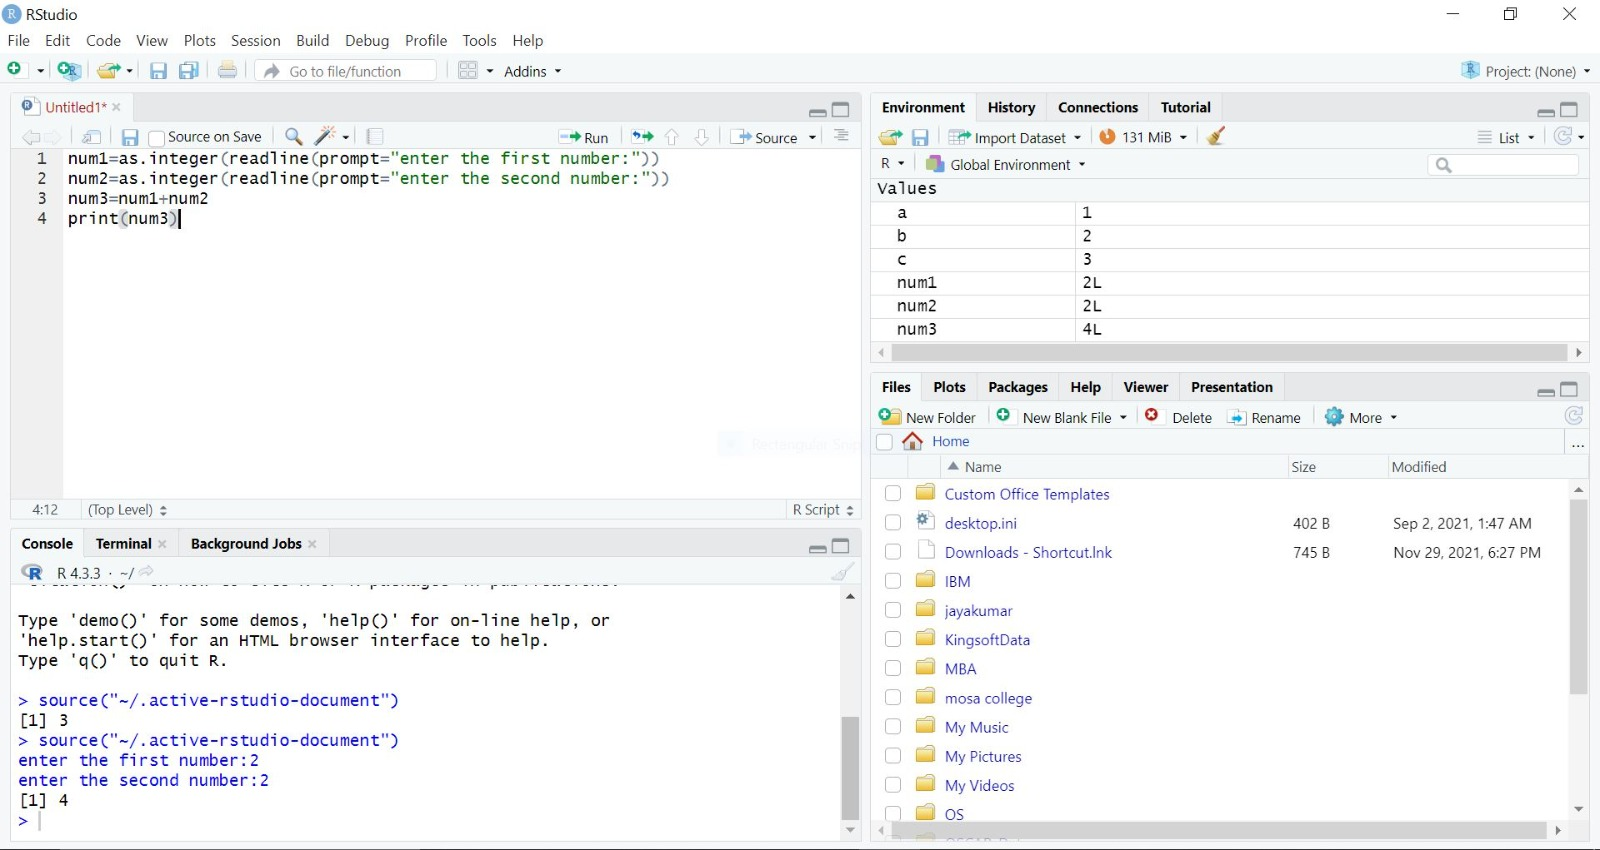 RStudio
File Edit Code View Plots Session Build Debug Profile Tools Help
Go to file/function Addins Project: (None)
Untitled1*
Source on Save Run Source
1 num1=as.integer(readline(prompt="enter the first number:"))
2 num2=as.integer(readline(prompt="enter the second number:"))
3 num3=num1+num2
4 print(num3)
4:12 (Top Level) R Script
Console Terminal Background Jobs
R 4.3.3 · ~/
Type 'demo()' for some demos, 'help()' for on-line help, or
'help.start()' for an HTML browser interface to help.
Type 'q()' to quit R.
> source("~/.active-rstudio-document")
[1] 3
> source("~/.active-rstudio-document")
enter the first number:2
enter the second number:2
[1] 4
>
Environment History Connections Tutorial
Import Dataset 131 MiB List
R Global Environment
Values
a 1
b 2
c 3
num1 2L
num2 2L
num3 4L
Files Plots Packages Help Viewer Presentation
New Folder New Blank File Delete Rename More
Home ...
Name Size Modified
Custom Office Templates
desktop.ini 402 B Sep 2, 2021, 1:47 AM
Downloads - Shortcut.lnk 745 B Nov 29, 2021, 6:27 PM
IBM
jayakumar
KingsoftData
MBA
mosa college
My Music
My Pictures
My Videos
OS